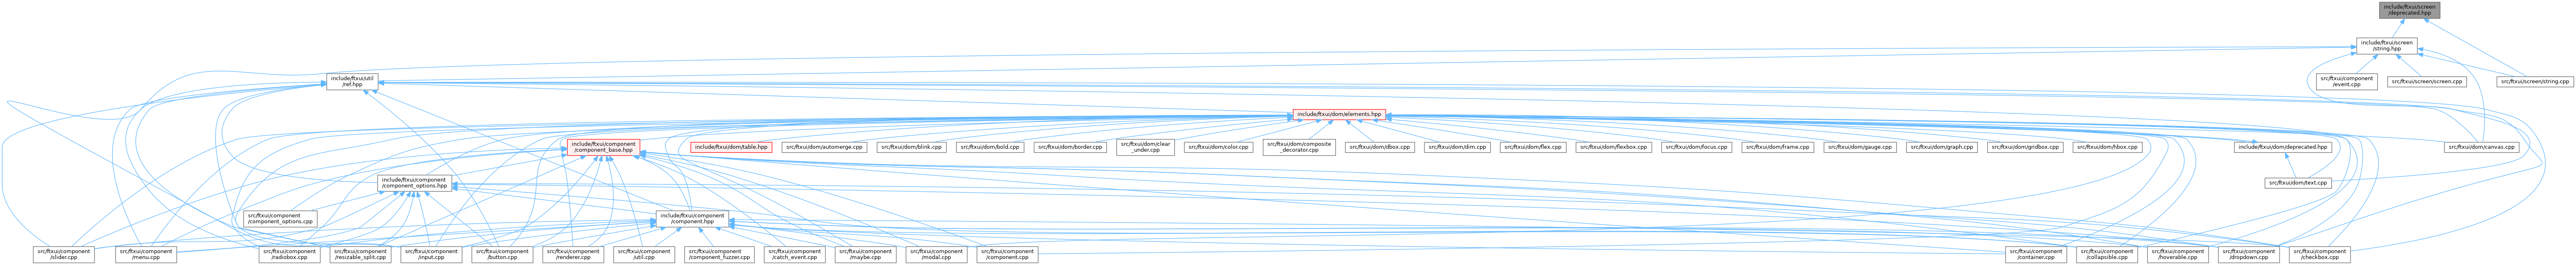 include/ftxui/screen
/deprecated.hpp
include/ftxui/screen
/string.hpp
include/ftxui/util
/ref.hpp
src/ftxui/component
/event.cpp
src/ftxui/screen/screen.cpp
src/ftxui/screen/string.cpp
include/ftxui/dom/elements.hpp
include/ftxui/component
/component_base.hpp
include/ftxui/dom/table.hpp
src/ftxui/dom/automerge.cpp
src/ftxui/dom/blink.cpp
src/ftxui/dom/bold.cpp
src/ftxui/dom/border.cpp
src/ftxui/dom/clear
_under.cpp
src/ftxui/dom/color.cpp
src/ftxui/dom/composite
_decorator.cpp
src/ftxui/dom/dbox.cpp
src/ftxui/dom/dim.cpp
src/ftxui/dom/flex.cpp
src/ftxui/dom/flexbox.cpp
src/ftxui/dom/focus.cpp
src/ftxui/dom/frame.cpp
src/ftxui/dom/gauge.cpp
src/ftxui/dom/graph.cpp
src/ftxui/dom/gridbox.cpp
src/ftxui/dom/hbox.cpp
include/ftxui/dom/deprecated.hpp
src/ftxui/dom/canvas.cpp
include/ftxui/component
/component_options.hpp
src/ftxui/dom/text.cpp
src/ftxui/component
/component_options.cpp
include/ftxui/component
/component.hpp
src/ftxui/component
/slider.cpp
src/ftxui/component
/menu.cpp
src/ftxui/component
/radiobox.cpp
src/ftxui/component
/resizable_split.cpp
src/ftxui/component
/input.cpp
src/ftxui/component
/button.cpp
src/ftxui/component
/renderer.cpp
src/ftxui/component
/util.cpp
src/ftxui/component
/component_fuzzer.cpp
src/ftxui/component
/catch_event.cpp
src/ftxui/component
/maybe.cpp
src/ftxui/component
/modal.cpp
src/ftxui/component
/component.cpp
src/ftxui/component
/container.cpp
src/ftxui/component
/collapsible.cpp
src/ftxui/component
/hoverable.cpp
src/ftxui/component
/dropdown.cpp
src/ftxui/component
/checkbox.cpp